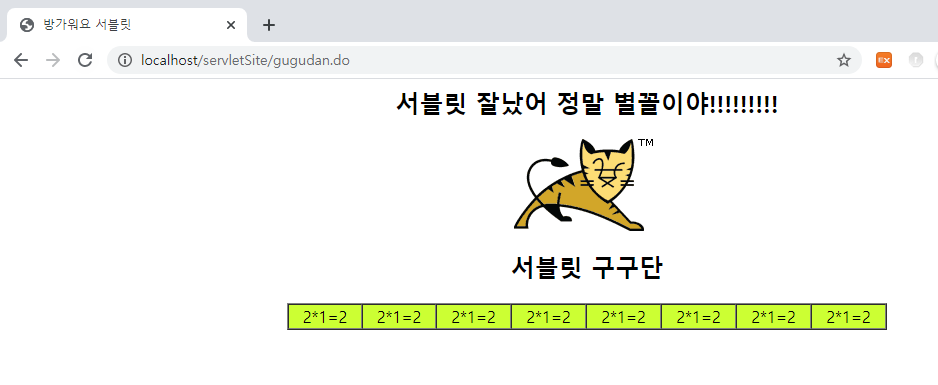 방가워요 서블릿
localhost/servletSite/gugudan.do
서블릿 잘났어 정말 별꼴이야!!!!!!!!!
TM
서블릿 구구단
2*1=2 2*1=2 2*1=2 2*1=2 2*1=2 2*1=2 2*1=2 2*1=2